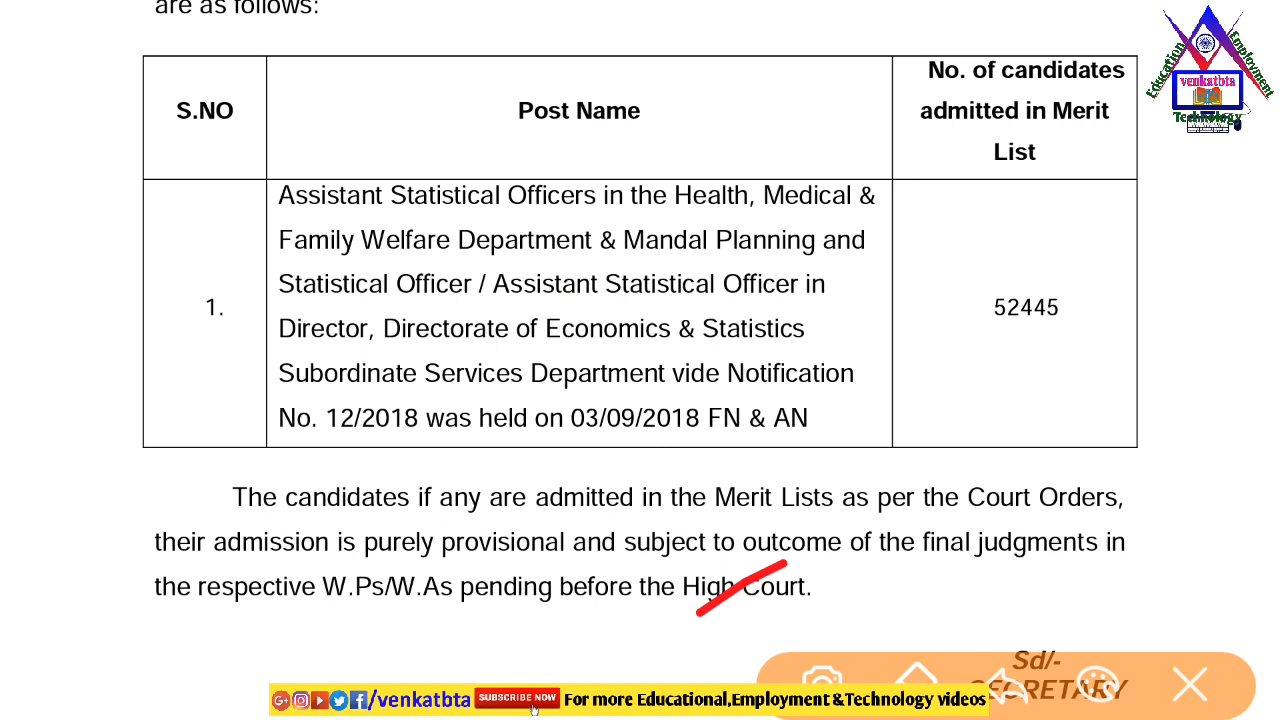 are as follows:
S.NO
Post Name
No. of candidates
admitted in Merit
List
1.
Assistant Statistical Officers in the Health, Medical &
Family Welfare Department & Mandal Planning and
Statistical Officer / Assistant Statistical Officer in
Director, Directorate of Economics & Statistics
Subordinate Services Department vide Notification
No. 12/2018 was held on 03/09/2018 FN & AN
52445
The candidates if any are admitted in the Merit Lists as per the Court Orders,
their admission is purely provisional and subject to outcome of the final judgments in
the respective W.Ps/W.As pending before the High Court.
Sd/-
SECRETARY
Education
Employment
venkatbta
Technology
/venkatbta
SUBSCRIBE NOW
For more Educational,Employment &Technology videos